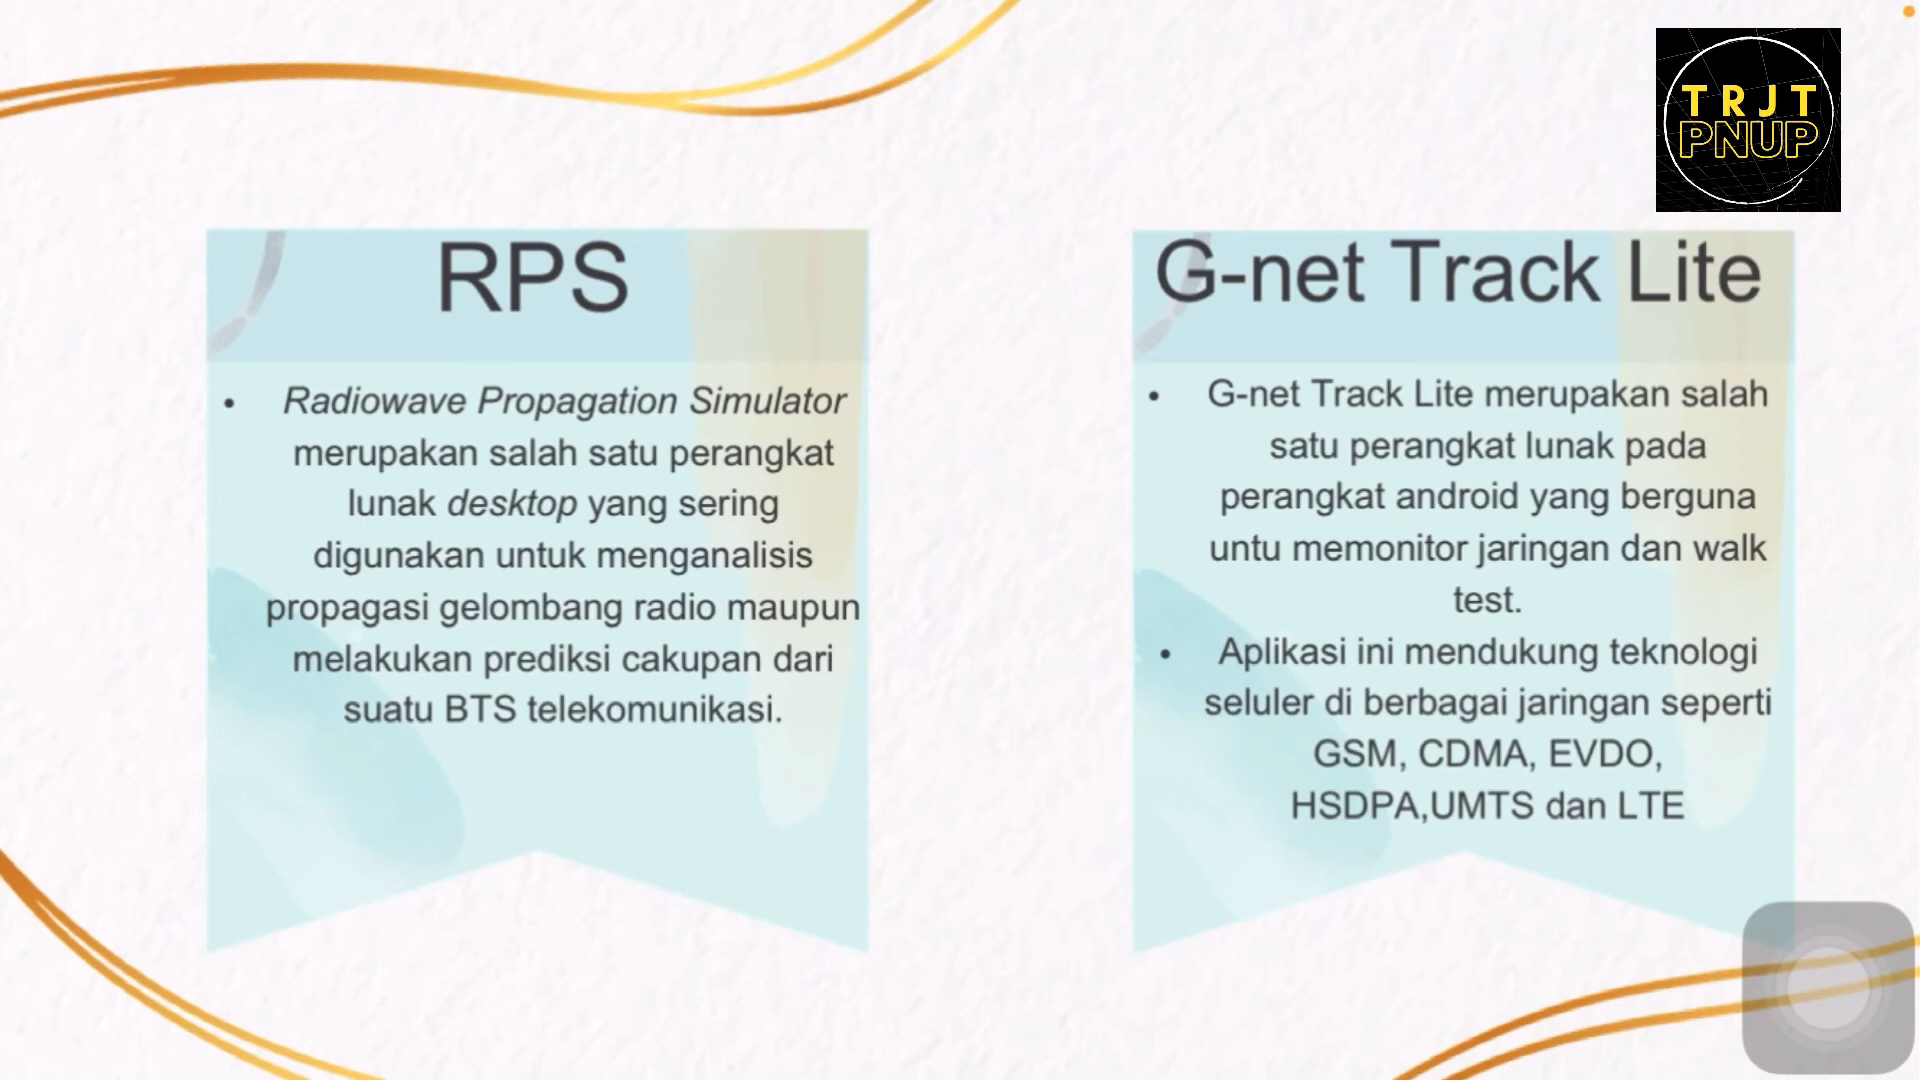 TRJT
PNUP
RPS
• Radiowave Propagation Simulator
merupakan salah satu perangkat
lunak desktop yang sering
digunakan untuk menganalisis
propagasi gelombang radio maupun
melakukan prediksi cakupan dari
suatu BTS telekomunikasi.
G-net Track Lite
• G-net Track Lite merupakan salah
satu perangkat lunak pada
perangkat android yang berguna
untu memonitor jaringan dan walk
test.
• Aplikasi ini mendukung teknologi
seluler di berbagai jaringan seperti
GSM, CDMA, EVDO,
HSDPA,UMTS dan LTE